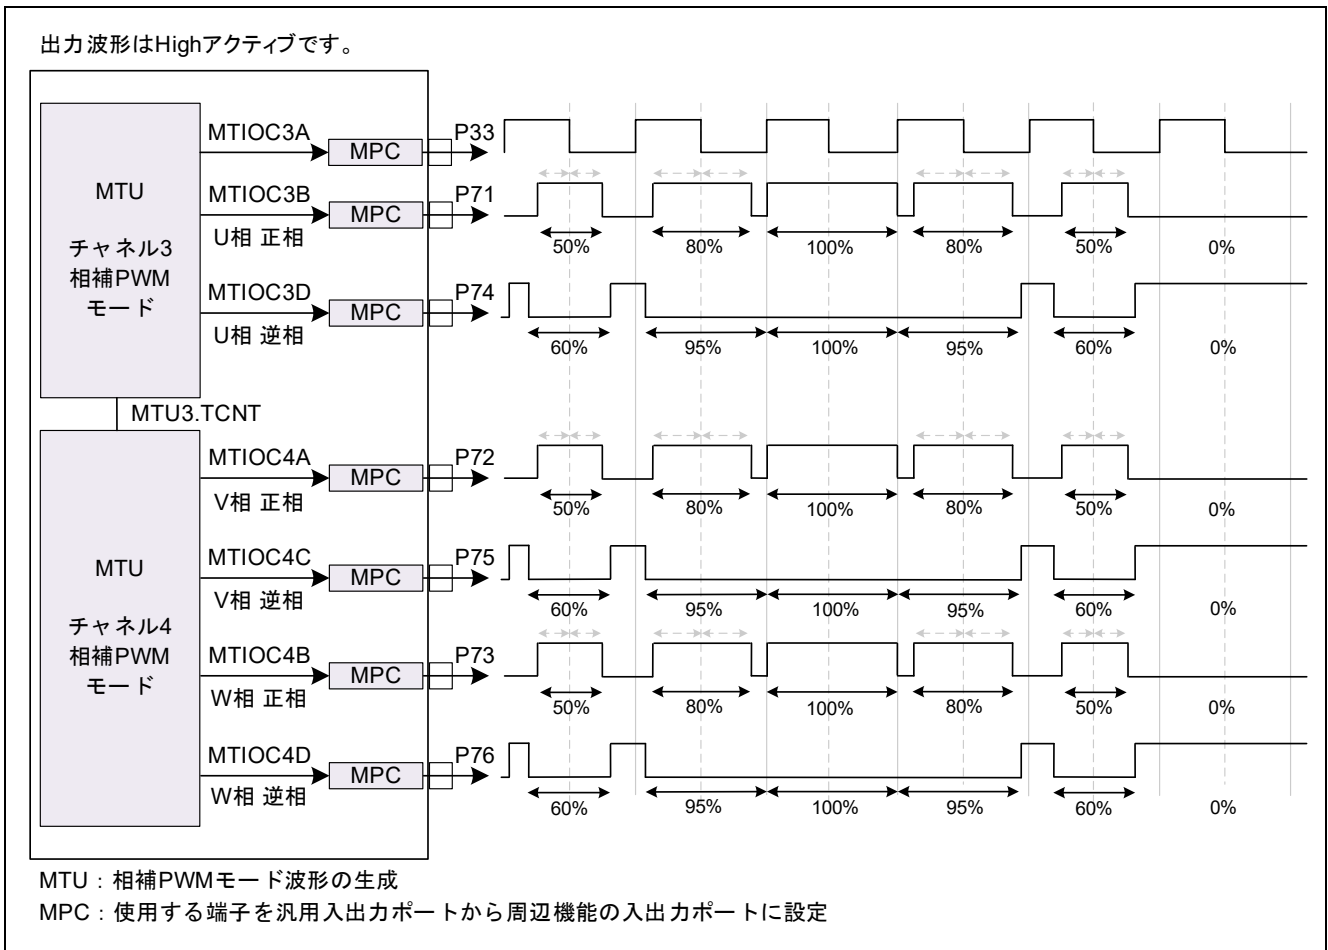 出力波形はHighアクティブです。
MTU
チャネル3
相補PWM
モード
MTIOC3A
MPC
P33
MTIOC3B
U相 正相
MPC
P71
50%
80%
100%
80%
50%
0%
MTIOC3D
U相 逆相
MPC
P74
60%
95%
100%
95%
60%
0%
MTU3.TCNT
MTU
チャネル4
相補PWM
モード
MTIOC4A
V相 正相
MPC
P72
50%
80%
100%
80%
50%
0%
MTIOC4C
V相 逆相
MPC
P75
60%
95%
100%
95%
60%
0%
MTIOC4B
W相 正相
MPC
P73
50%
80%
100%
80%
50%
0%
MTIOC4D
W相 逆相
MPC
P76
60%
95%
100%
95%
60%
0%
MTU：相補PWMモード波形の生成
MPC：使用する端子を汎用入出力ポートから周辺機能の入出力ポートに設定